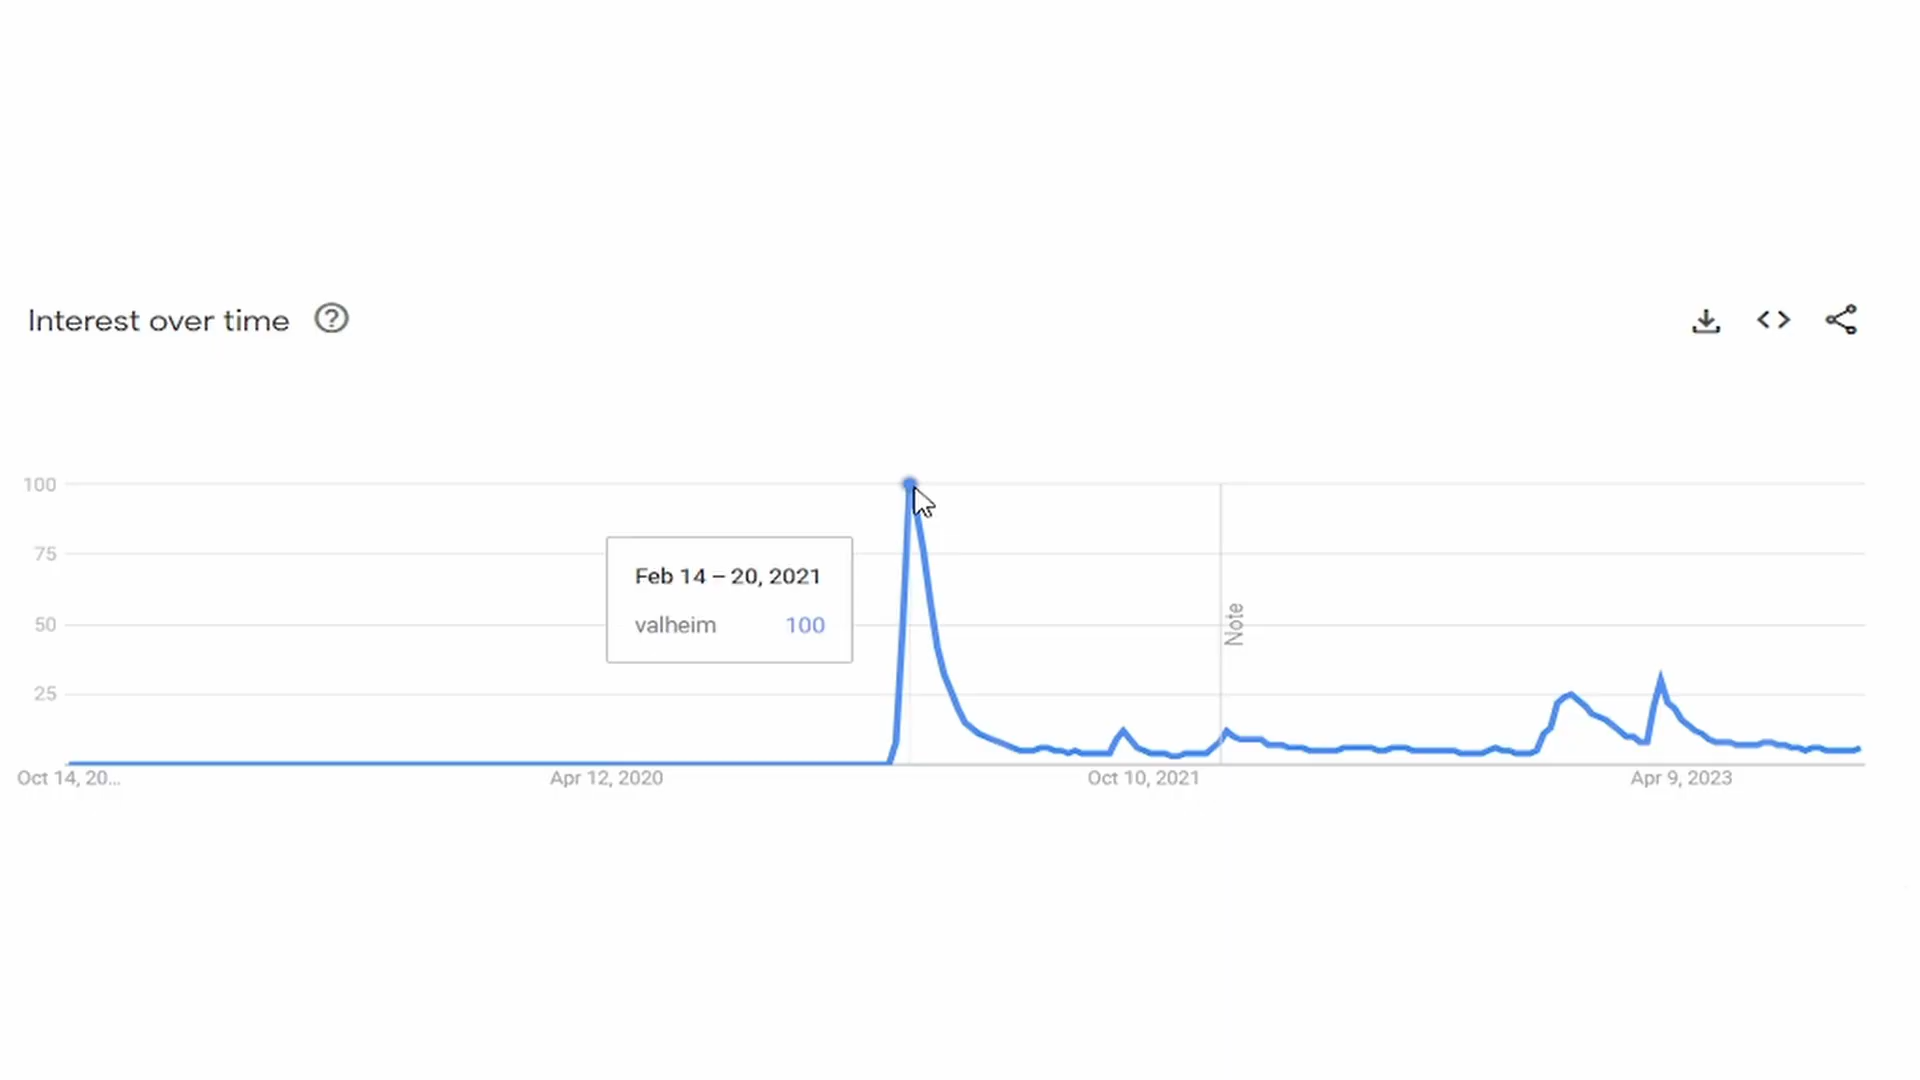 Interest over time
100
75
50
25
Feb 14 – 20, 2021
valheim 100
Note
Oct 14, 20...
Apr 12, 2020
Oct 10, 2021
Apr 9, 2023